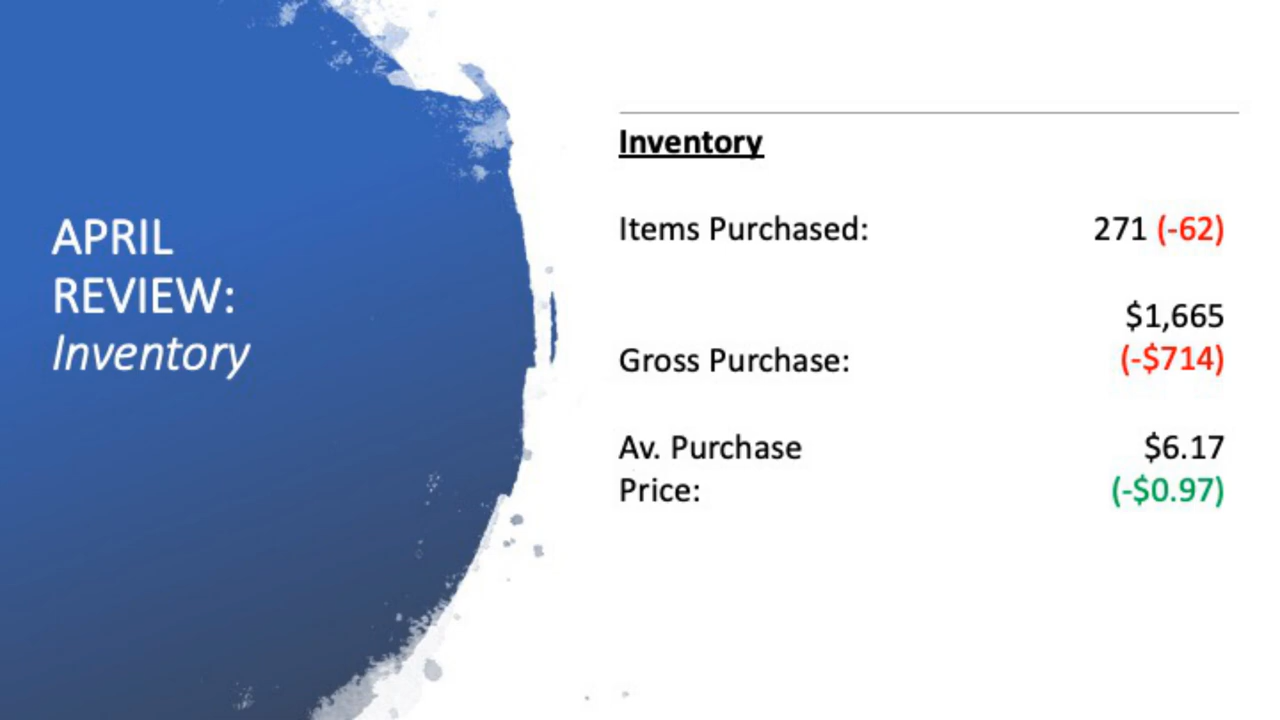 APRIL
REVIEW:
Inventory
Inventory
Items Purchased: 271 (-62)
$1,665
Gross Purchase: (-$714)
Av. Purchase $6.17
Price: (-$0.97)